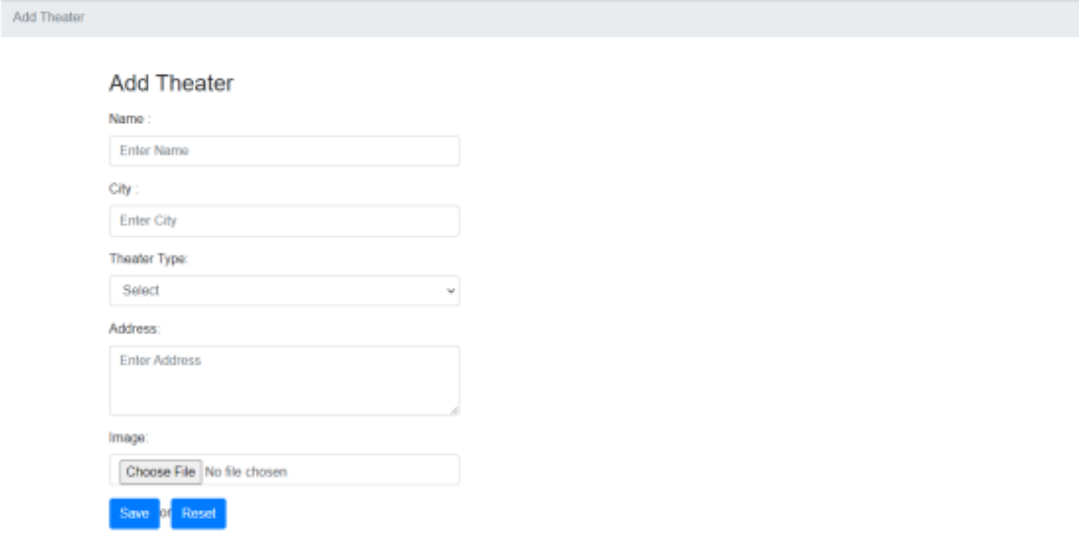 Add Theater
Add Theater
Name :
Enter Name
City :
Enter City
Theater Type:
Select
Address:
Enter Address
Image:
Choose File No file chosen
Save or Reset